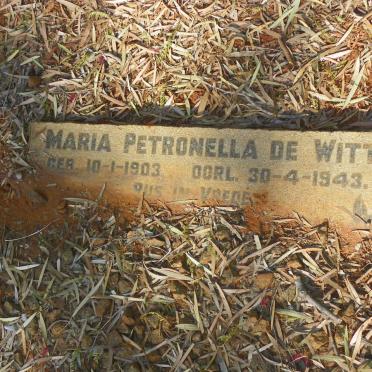 MARIA PETRONELLA DE WITT
GEB. 10-1-1903. OORL. 30-4-1943.
RUS IN VREDE